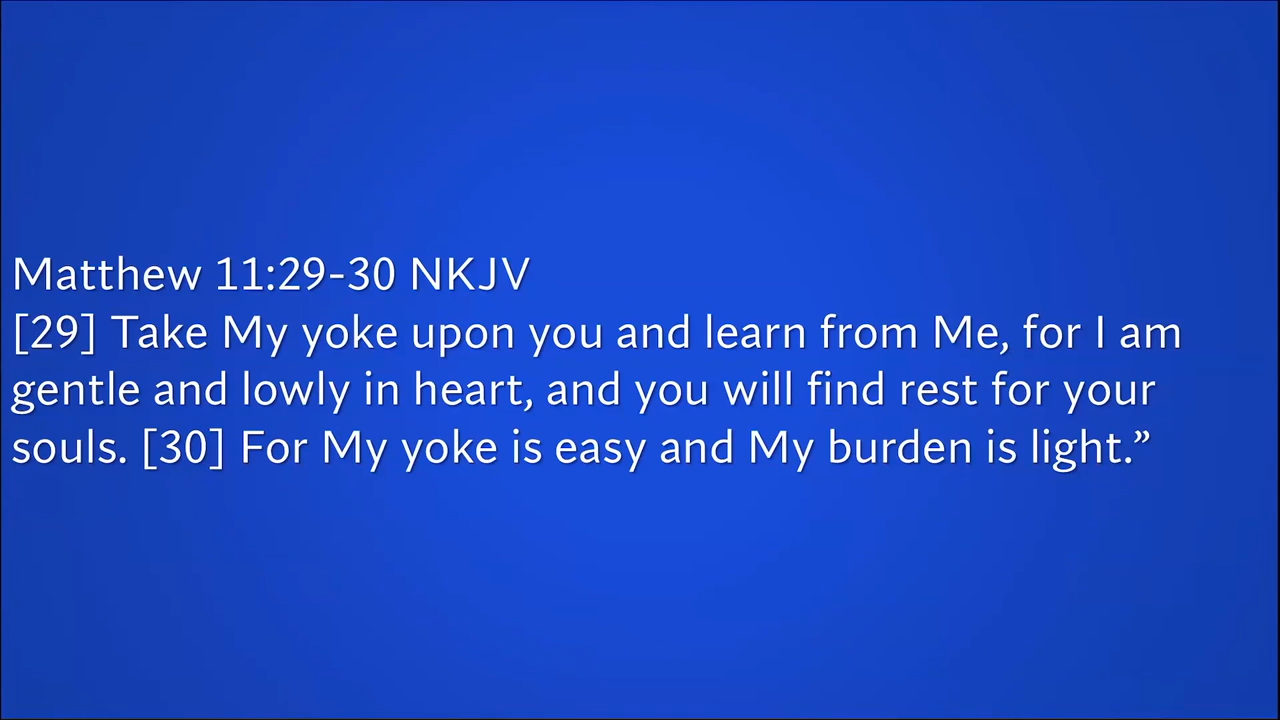 Matthew 11:29-30 NKJV
[29] Take My yoke upon you and learn from Me, for I am
gentle and lowly in heart, and you will find rest for your
souls. [30] For My yoke is easy and My burden is light.”